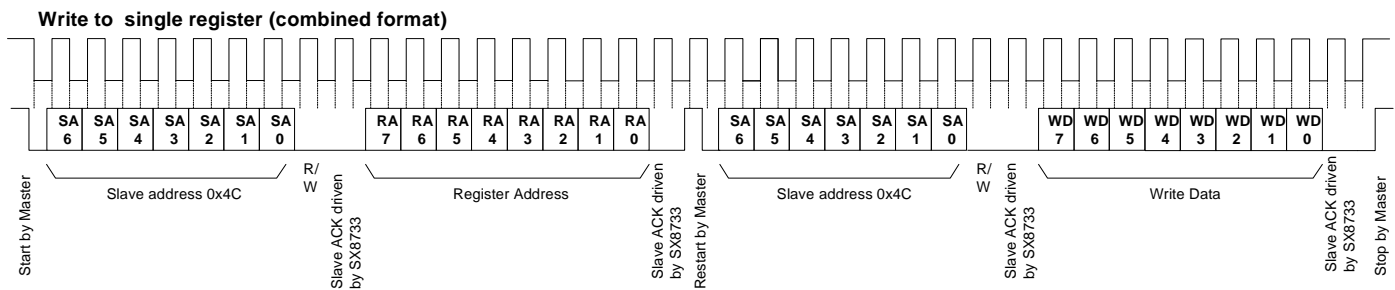 Write to single register (combined format)
SA SA SA SA SA SA SA RA RA RA RA RA RA RA RA SA SA SA SA SA SA SA WD WD WD WD WD WD WD WD
6 5 4 3 2 1 0 7 6 5 4 3 2 1 0 6 5 4 3 2 1 0 7 6 5 4 3 2 1 0
Start by Master
Slave address 0x4C
R/
W
Slave ACK driven
by SX8733
Register Address
Slave ACK driven
by SX8733
Restart by Master
Slave address 0x4C
R/
W
Slave ACK driven
by SX8733
Write Data
Slave ACK driven
by SX8733
Stop by Master